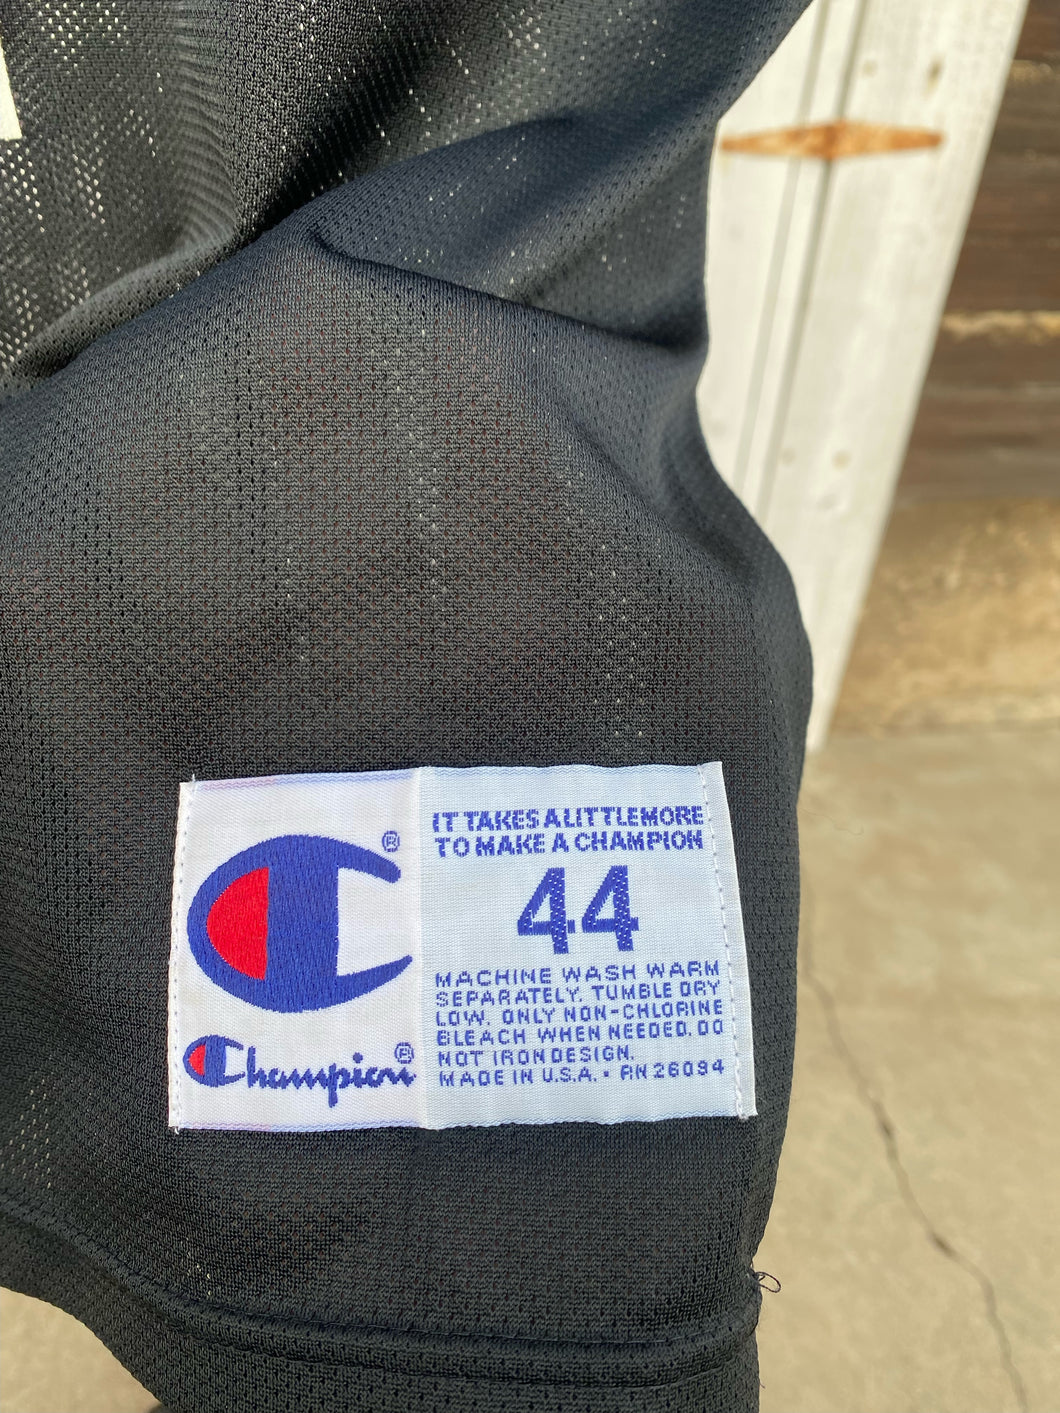 ®
Champion®
IT TAKES A LITTLE MORE
TO MAKE A CHAMPION
44
MACHINE WASH WARM
SEPARATELY. TUMBLE DRY
LOW. ONLY NON-CHLORINE
BLEACH WHEN NEEDED. DO
NOT IRON DESIGN.
MADE IN U.S.A. • RN 26094